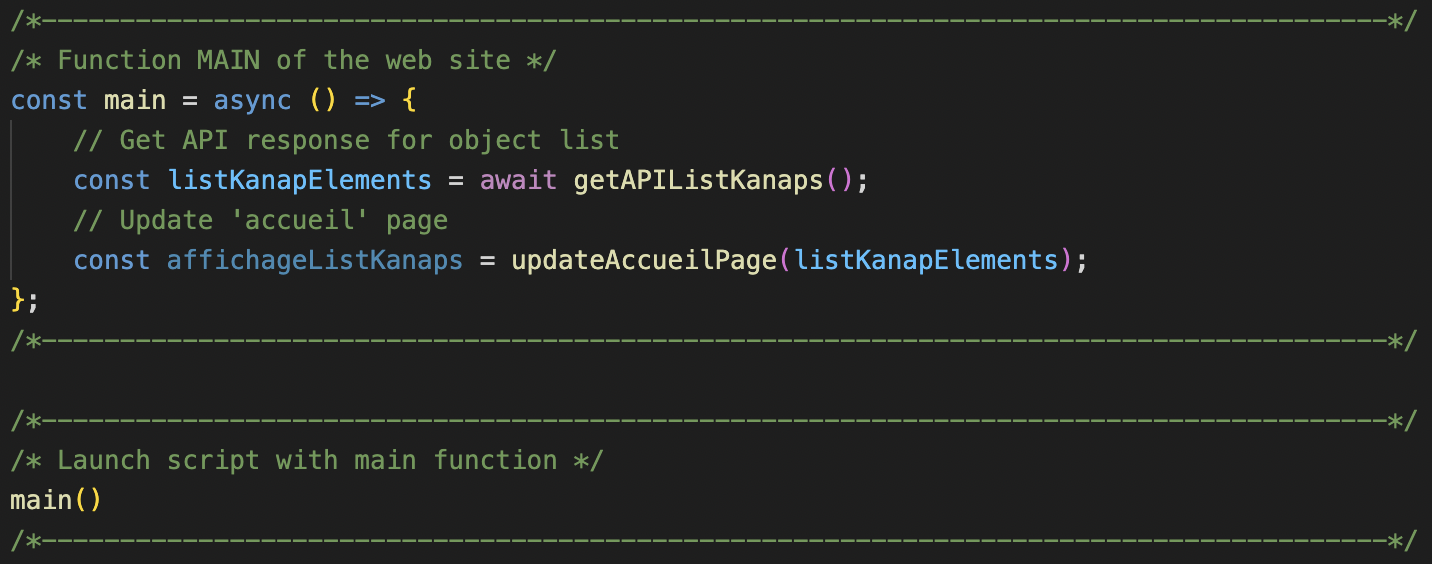 /*--------------------------------------------------------------------------------------*/
/* Function MAIN of the web site */
const main = async () => {
    // Get API response for object list
    const listKanapElements = await getAPIListKanaps();
    // Update 'accueil' page
    const affichageListKanaps = updateAccueilPage(listKanapElements);
};
/*--------------------------------------------------------------------------------------*/

/*--------------------------------------------------------------------------------------*/
/* Launch script with main function */
main()
/*--------------------------------------------------------------------------------------*/